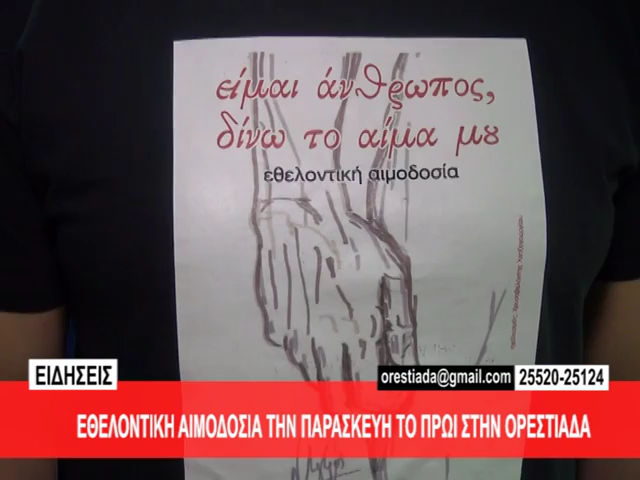 είμαι άνθρωπος,
δίνω το αίμα μου
εθελοντική αιμοδοσία
ΕΙΔΗΣΕΙΣ
orestiada@gmail.com 25520-25124
ΕΘΕΛΟΝΤΙΚΗ ΑΙΜΟΔΟΣΙΑ ΤΗΝ ΠΑΡΑΣΚΕΥΗ ΤΟ ΠΡΩΙ ΣΤΗΝ ΟΡΕΣΤΙΑΔΑ